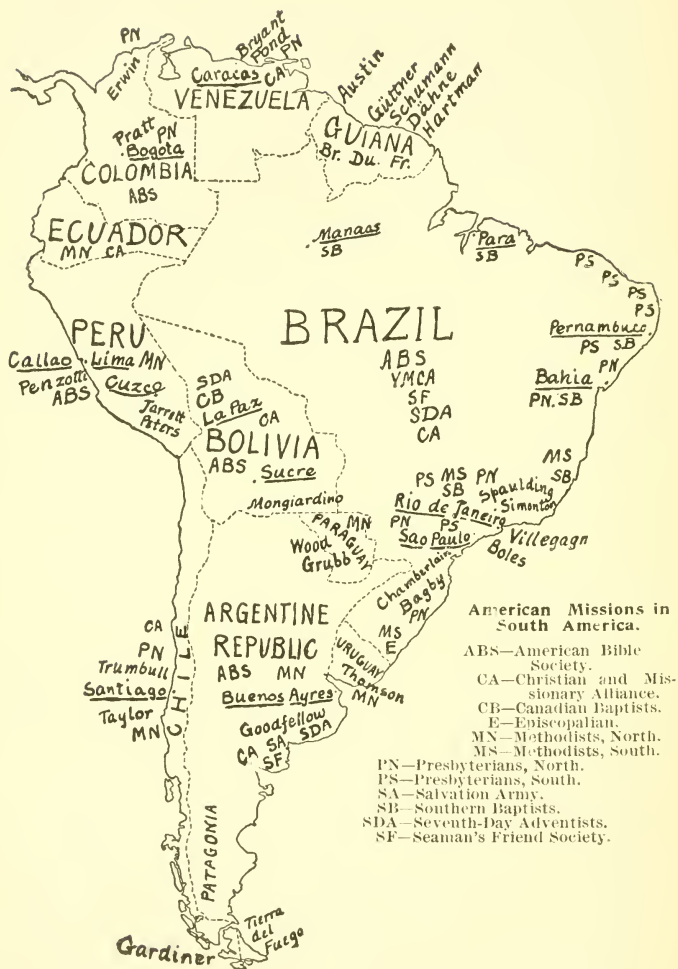 PN
Erwin
Bryant
Pond
PN
Caracas CA
VENEZUELA
Austin
Güttner
Schumann
Dahne
Hartman
GUIANA
Br. Du. Fr.
Pratt PN
Bogota
COLOMBIA
ABS
ECUADOR
MN CA
Manaos
SB
Para
SB
PS
PS
PS
PS
Pernambuco
PS SB
PN
Bahia
PN. SB
BRAZIL
ABS
YMCA
SF
SDA
CA
PERU
Callao Lima MN
Penzotti
ABS
Cuzco
Jarrett
Peters
SDA
CB
La Paz
CA
BOLIVIA
ABS
Sucre
Mongiardino
MS
SB
PS MS PN
SB
Spaulding
Simonton
Rio de Janeiro
PN PS
Sao Paulo
Villegagn
Boles
PARAGUAY
MN
Wood
Grubb
Chamberlain
Bagby
PN
MS
E
URUGUAY
Thomson
MN
ARGENTINE
REPUBLIC
ABS MN
Buenos Ayres
Goodfellow
CA SA SDA
SF
CHILE
CA
PN
Trumbull
Santiago
Taylor
MN
PATAGONIA
Tierra
del
Fuego
Gardiner
American Missions in
South America.
ABS—American Bible
Society.
CA—Christian and Mis-
sionary Alliance.
CB—Canadian Baptists.
E—Episcopalian.
MN—Methodists, North.
MS—Methodists, South.
PN—Presbyterians, North.
PS—Presbyterians, South.
SA—Salvation Army.
SB—Southern Baptists.
SDA—Seventh-Day Adventists.
SF—Seaman's Friend Society.